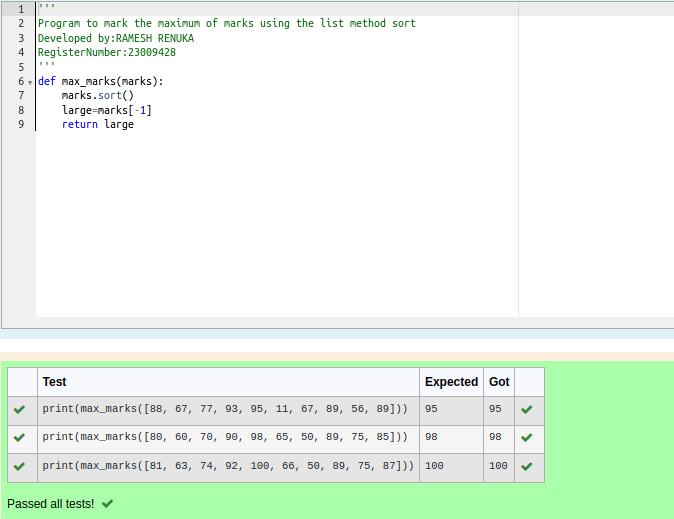 1 '''
2 Program to mark the maximum of marks using the list method sort
3 Developed by:RAMESH RENUKA
4 RegisterNumber:23009428
5 '''
6 def max_marks(marks):
7     marks.sort()
8     large=marks[-1]
9     return large
Test Expected Got
print(max_marks([88, 67, 77, 93, 95, 11, 67, 89, 56, 89])) 95 95
print(max_marks([80, 60, 70, 90, 98, 65, 50, 89, 75, 85])) 98 98
print(max_marks([81, 63, 74, 92, 100, 66, 50, 89, 75, 87])) 100 100
Passed all tests!